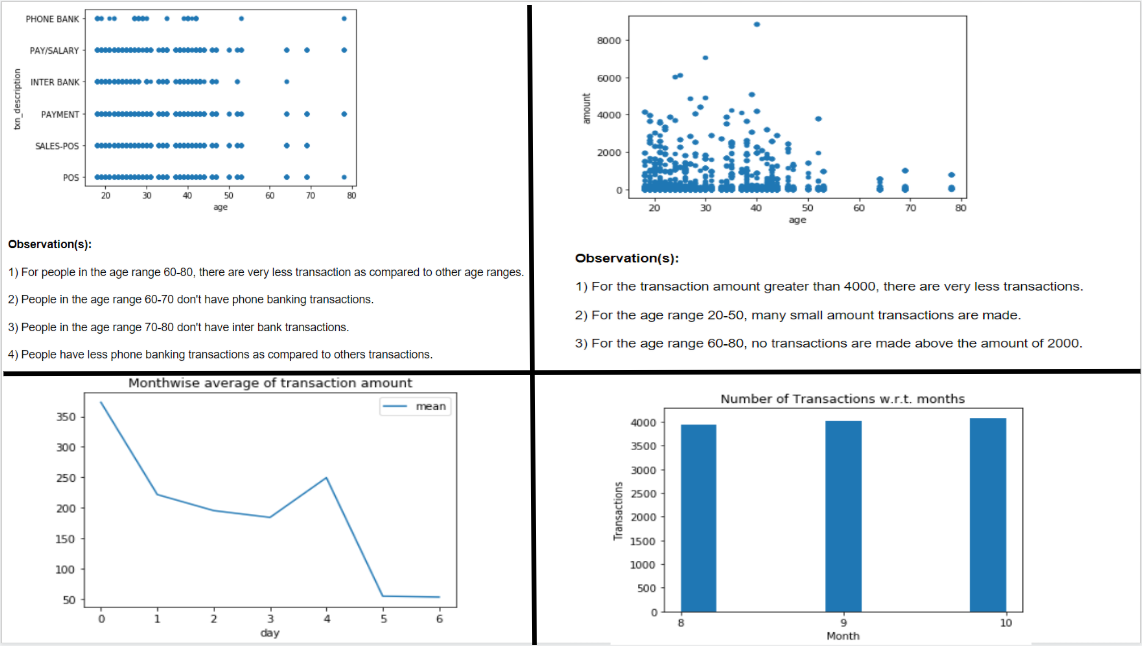 PHONE BANK
PAY/SALARY
INTER BANK
PAYMENT
SALES-POS
POS
txn_description
20 30 40 50 60 70 80
age
Observation(s):
1) For people in the age range 60-80, there are very less transaction as compared to other age ranges.
2) People in the age range 60-70 don't have phone banking transactions.
3) People in the age range 70-80 don't have inter bank transactions.
4) People have less phone banking transactions as compared to others transactions.
8000
6000
4000
2000
0
amount
20 30 40 50 60 70 80
age
Observation(s):
1) For the transaction amount greater than 4000, there are very less transactions.
2) For the age range 20-50, many small amount transactions are made.
3) For the age range 60-80, no transactions are made above the amount of 2000.
Monthwise average of transaction amount
mean
350
300
250
200
150
100
50
0 1 2 3 4 5 6
day
Number of Transactions w.r.t. months
4000
3500
3000
2500
2000
1500
1000
500
0
Transactions
8 9 10
Month